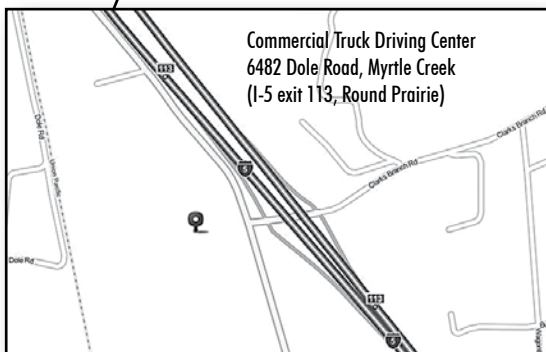 Commercial Truck Driving Center
6482 Dole Road, Myrtle Creek
(I-5 exit 113, Round Prairie)
113
Clarks Branch Rd
Dole Rd
Union Pacific
5
Clarks Branch Rd
Dole Rd
113
5